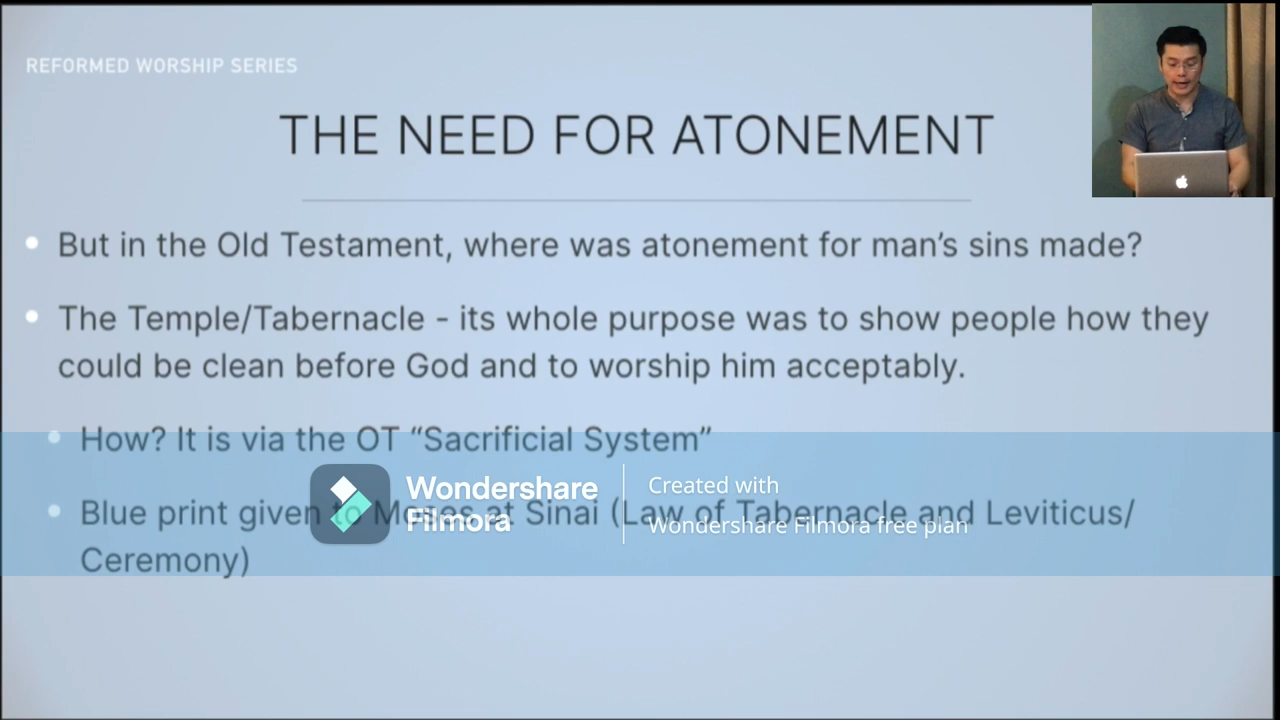 REFORMED WORSHIP SERIES
THE NEED FOR ATONEMENT
But in the Old Testament, where was atonement for man’s sins made?
The Temple/Tabernacle - its whole purpose was to show people how they
could be clean before God and to worship him acceptably.
How? It is via the OT “Sacrificial System”
Blue print given to Moses at Sinai (Law of Tabernacle and Leviticus/
Ceremony)
Wondershare
Filmora
Created with
Wondershare Filmora free plan